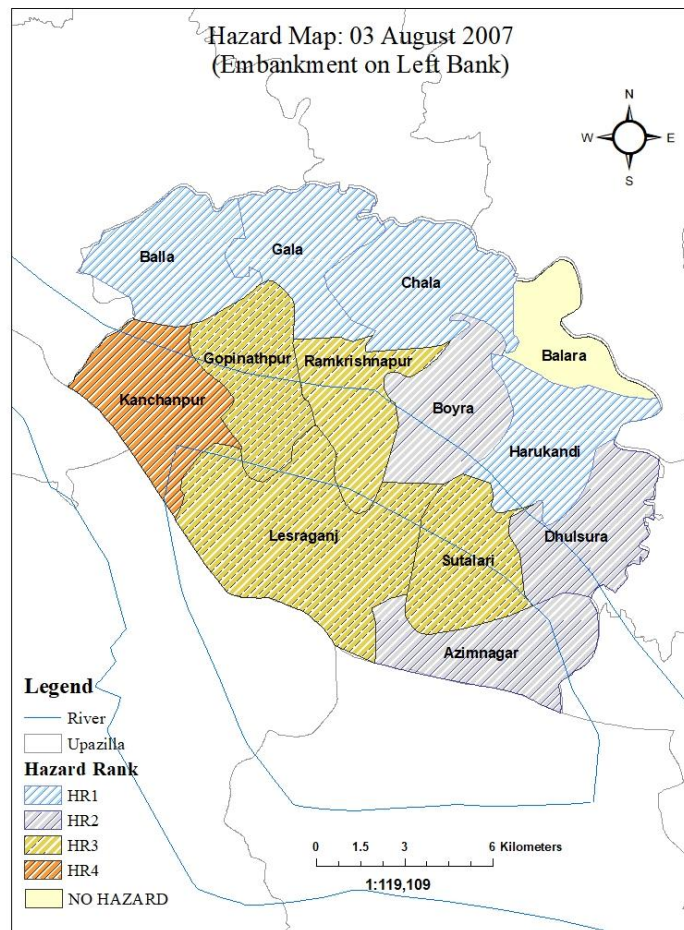 Hazard Map: 03 August 2007
(Embankment on Left Bank)
N
W E
S
Balla
Gala
Chala
Balara
Gopinathpur
Ramkrishnapur
Kanchanpur
Boyra
Harukandi
Lesraganj
Sutalari
Dhulsura
Azimnagar
Legend
River
Upazilla
Hazard Rank
HR1
HR2
HR3
HR4
NO HAZARD
0 1.5 3 6 Kilometers
1:119,109